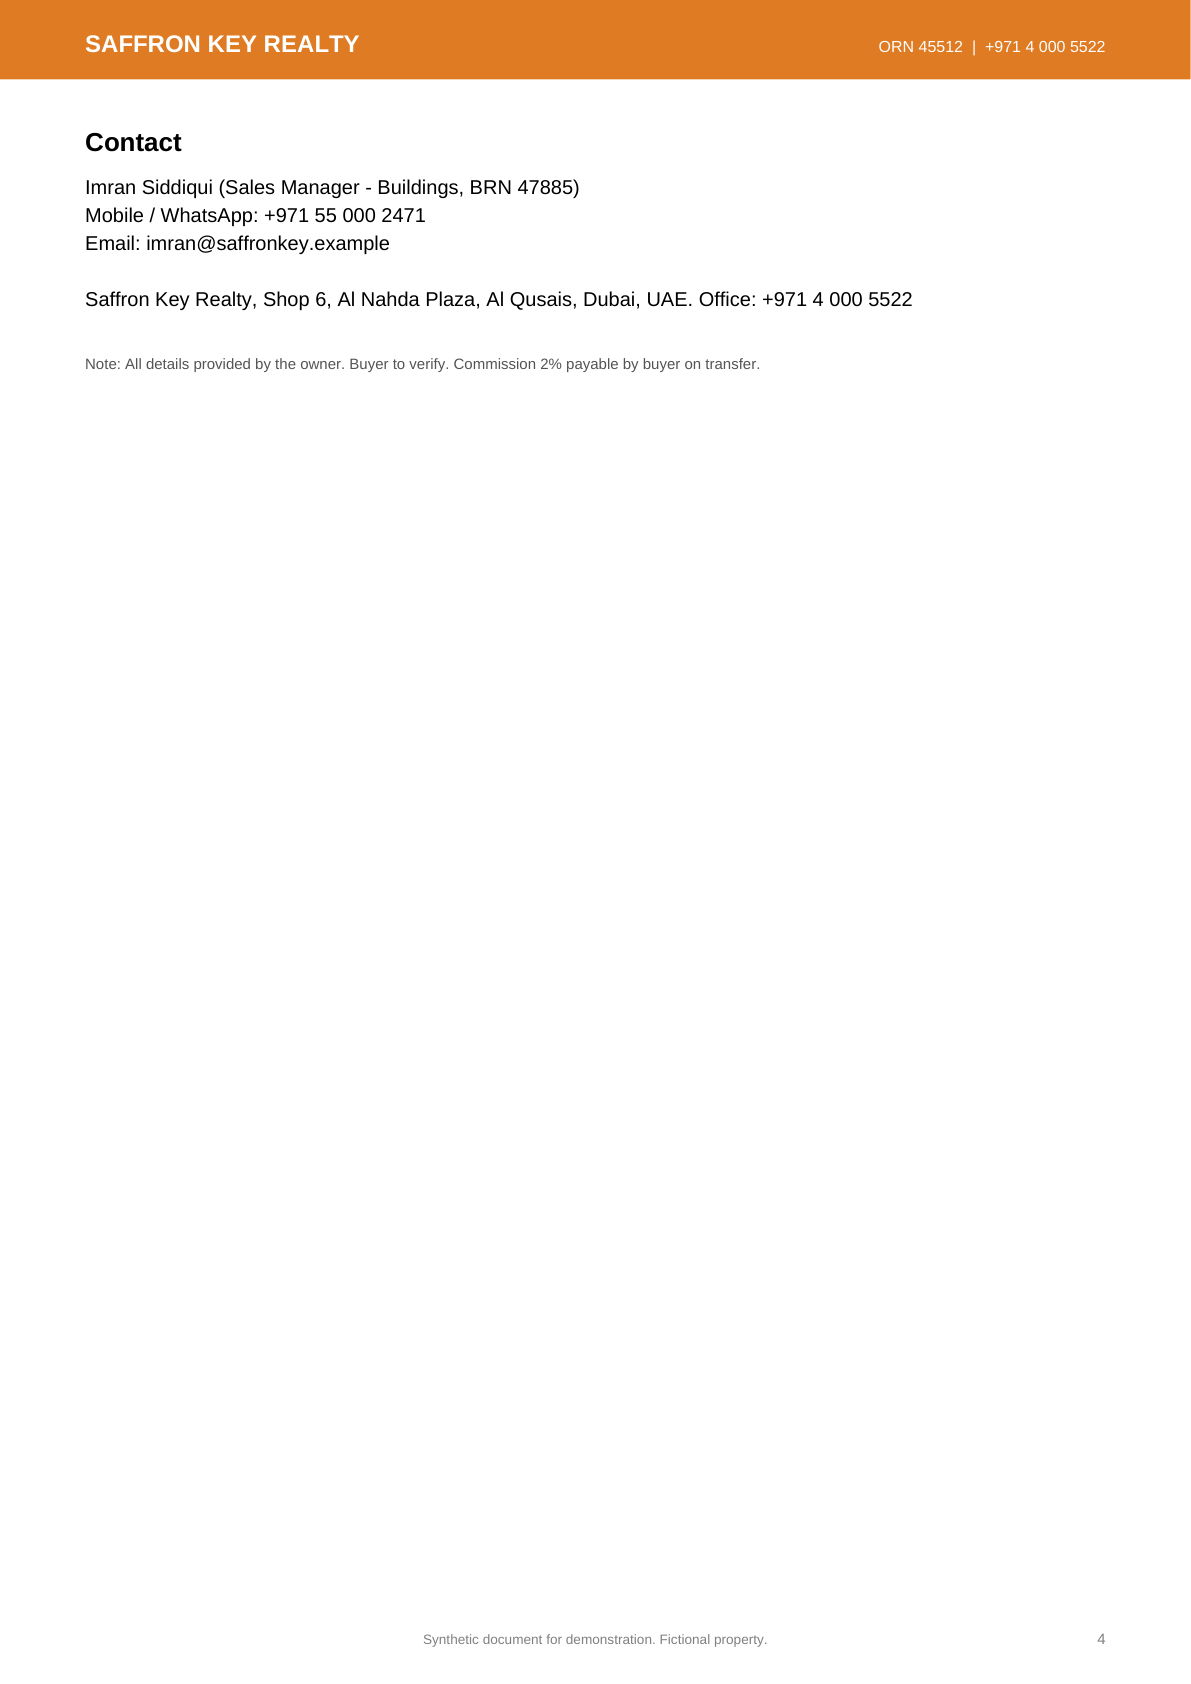 SAFFRON KEY REALTY
ORN 45512 | +971 4 000 5522
Contact
Imran Siddiqui (Sales Manager - Buildings, BRN 47885)
Mobile / WhatsApp: +971 55 000 2471
Email: imran@saffronkey.example
Saffron Key Realty, Shop 6, Al Nahda Plaza, Al Qusais, Dubai, UAE. Office: +971 4 000 5522
Note: All details provided by the owner. Buyer to verify. Commission 2% payable by buyer on transfer.
Synthetic document for demonstration. Fictional property.
4